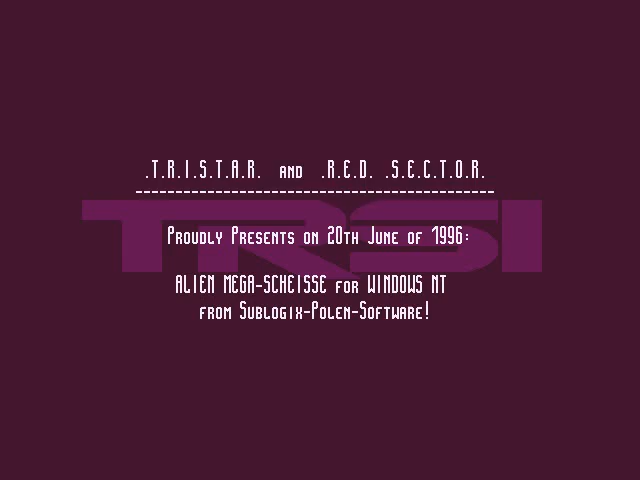 .T.R.I.S.T.A.R. AND .R.E.D. .S.E.C.T.O.R.
---------------------------------------------
TRSI
PROUDLY PRESENTS ON 20TH JUNE OF 1996:
ALIEN MEGA-SCHEISSE FOR WINDOWS NT
FROM SUBLOGIX-POLEN-SOFTWARE!